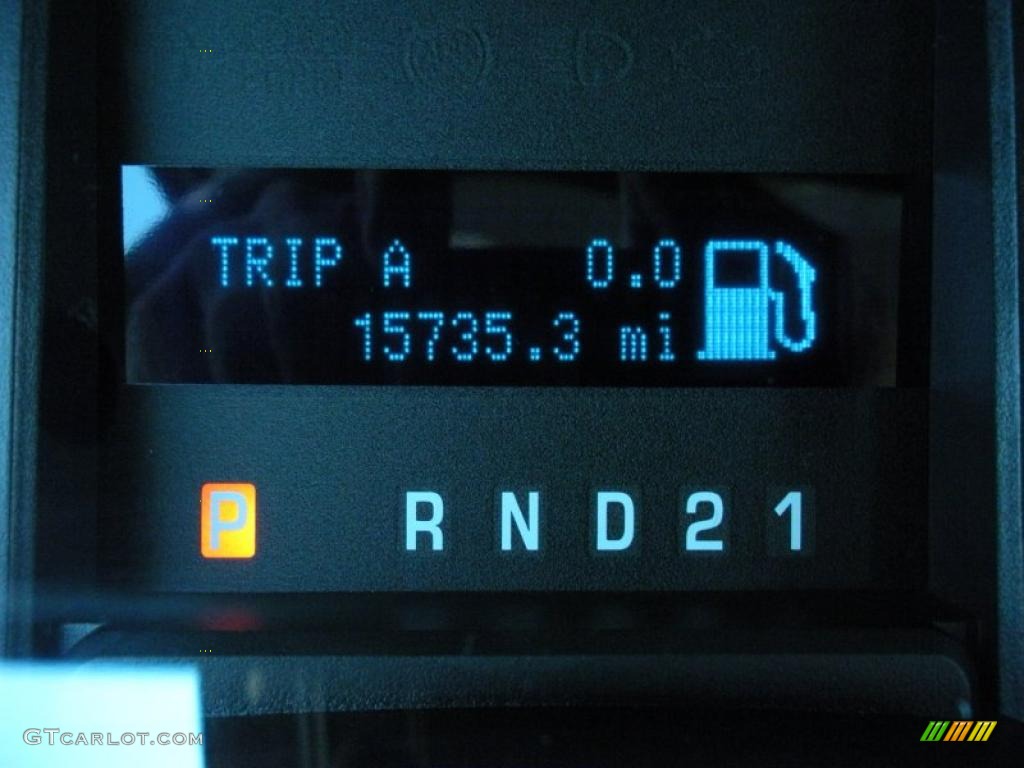 TRIP A 0.0
15735.3 mi
P R N D 2 1
GTCARLOT.COM